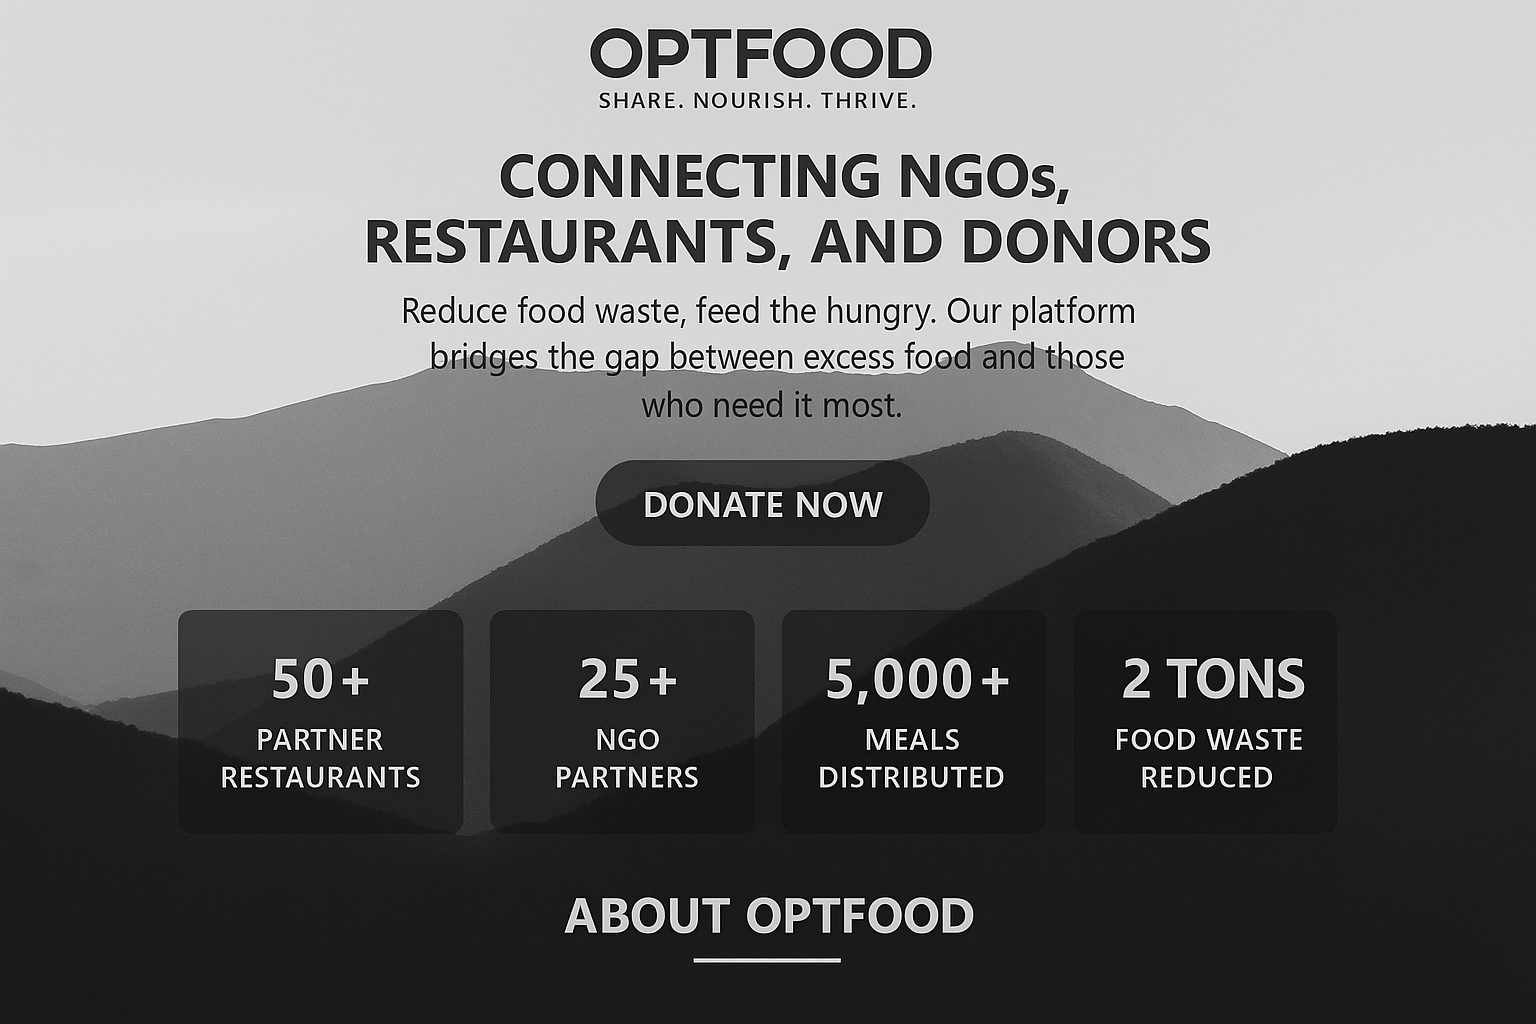 OPTFOOD
SHARE. NOURISH. THRIVE.
CONNECTING NGOs,
RESTAURANTS, AND DONORS
Reduce food waste, feed the hungry. Our platform
bridges the gap between excess food and those
who need it most.
DONATE NOW
50+
PARTNER
RESTAURANTS
25+
NGO
PARTNERS
5,000+
MEALS
DISTRIBUTED
2 TONS
FOOD WASTE
REDUCED
ABOUT OPTFOOD